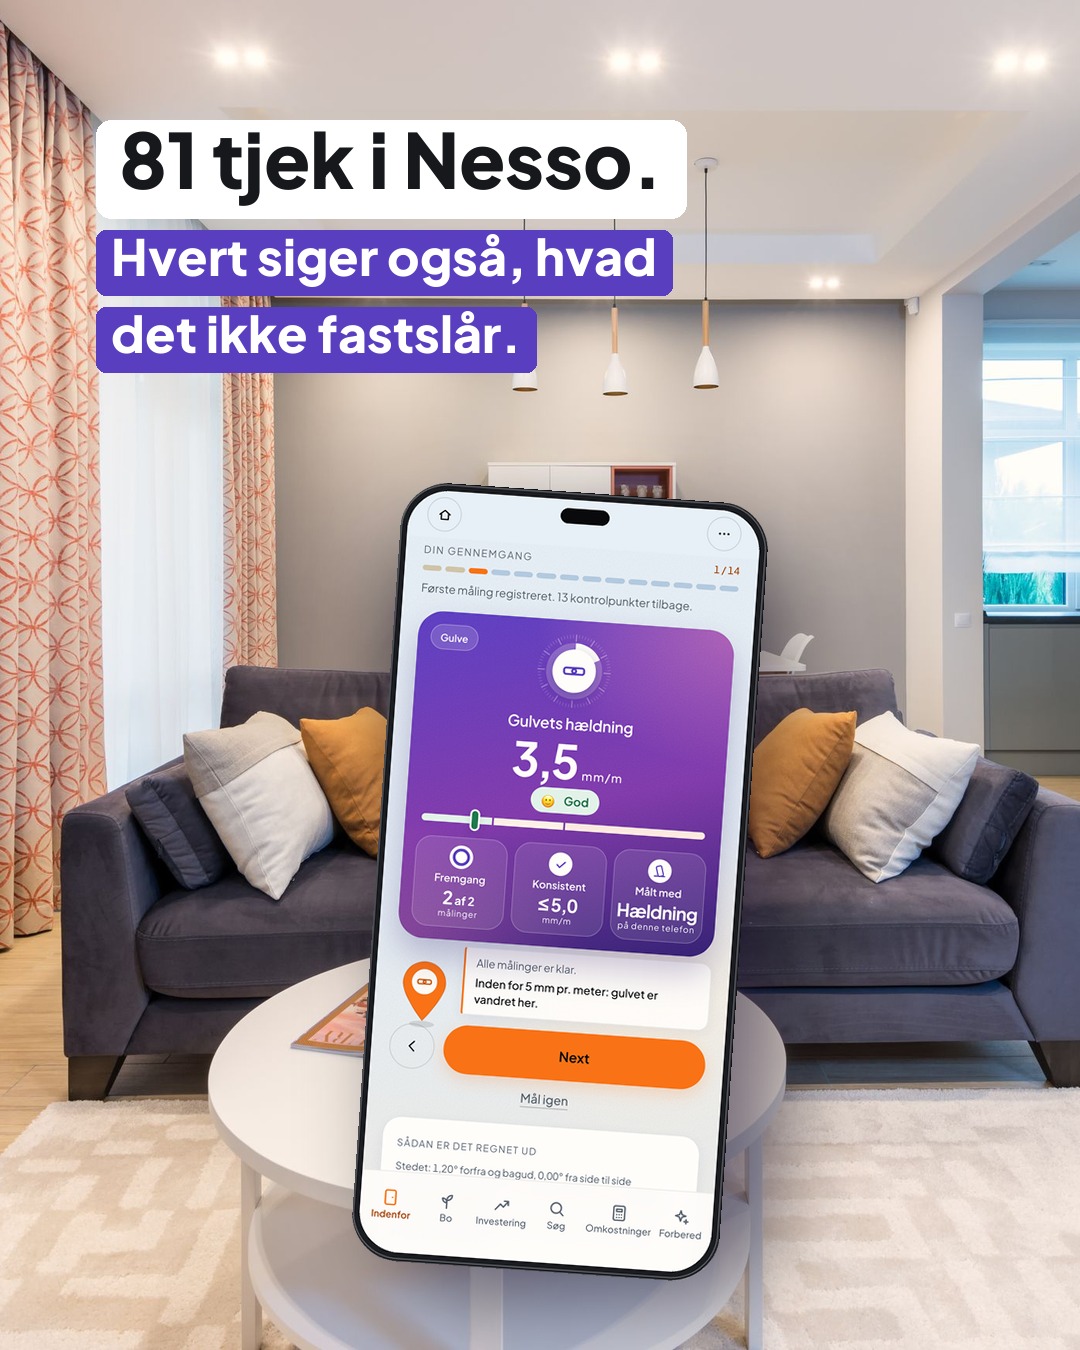 81 tjek i Nesso.
Hvert siger også, hvad
det ikke fastslår.
DIN GENNEMGANG
1/14
Første måling registreret. 13 kontrolpunkter tilbage.
Gulve
Gulvets hældning
3,5 mm/m
God
Fremgang
2 af 2
målinger
Konsistent
≤5,0
mm/m
Målt med
Hældning
på denne telefon
Alle målinger er klar.
Inden for 5 mm pr. meter: gulvet er
vandret her.
Next
Mål igen
SÅDAN ER DET REGNET UD
Stedet: 1,20° forfra og bagud, 0,00° fra side til side
Indenfor
Bo
Investering
Søg
Omkostninger
Forbered